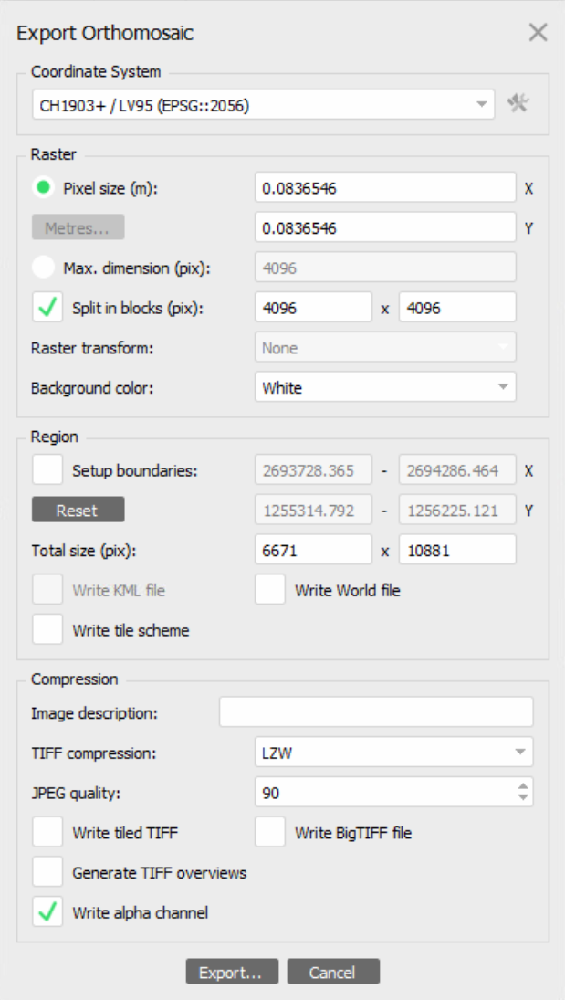 Export Orthomosaic
Coordinate System
CH1903+ / LV95 (EPSG::2056)
Raster
Pixel size (m): 0.0836546 X
Metres... 0.0836546 Y
Max. dimension (pix): 4096
Split in blocks (pix): 4096 x 4096
Raster transform: None
Background color: White
Region
Setup boundaries: 2693728.365 - 2694286.464 X
Reset 1255314.792 - 1256225.121 Y
Total size (pix): 6671 x 10881
Write KML file Write World file
Write tile scheme
Compression
Image description:
TIFF compression: LZW
JPEG quality: 90
Write tiled TIFF Write BigTIFF file
Generate TIFF overviews
Write alpha channel
Export... Cancel